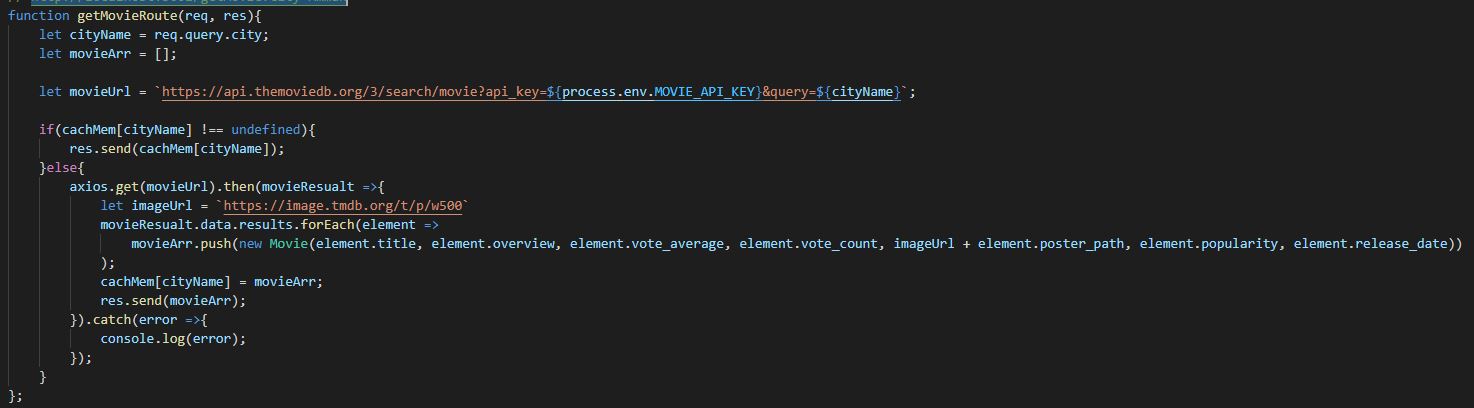 function getMovieRoute(req, res){
let cityName = req.query.city;
let movieArr = [];
let movieUrl = `https://api.themoviedb.org/3/search/movie?api_key=${process.env.MOVIE_API_KEY}&query=${cityName}`;
if(cachMem[cityName] !== undefined){
res.send(cachMem[cityName]);
}else{
axios.get(movieUrl).then(movieResualt =>{
let imageUrl = `https://image.tmdb.org/t/p/w500`
movieResualt.data.results.forEach(element =>
movieArr.push(new Movie(element.title, element.overview, element.vote_average, element.vote_count, imageUrl + element.poster_path, element.popularity, element.release_date))
);
cachMem[cityName] = movieArr;
res.send(movieArr);
}).catch(error =>{
console.log(error);
});
}
};